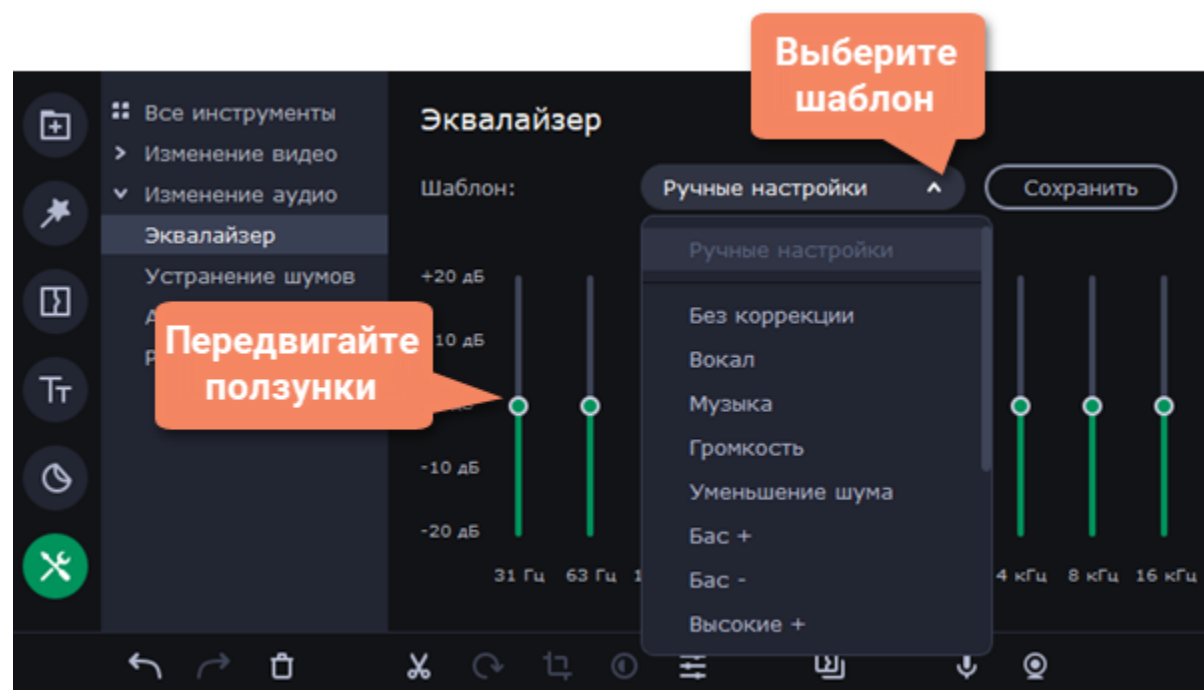 Выберите
шаблон
Все инструменты
Изменение видео
Изменение аудио
Эквалайзер
Устранение шумов
Передвигайте
ползунки
Эквалайзер
Шаблон:
Ручные настройки
Сохранить
Ручные настройки
Без коррекции
Вокал
Музыка
Громкость
Уменьшение шума
Бас +
Бас -
Высокие +
+20 дБ
10 дБ
-10 дБ
-20 дБ
31 Гц 63 Гц 4 кГц 8 кГц 16 кГц